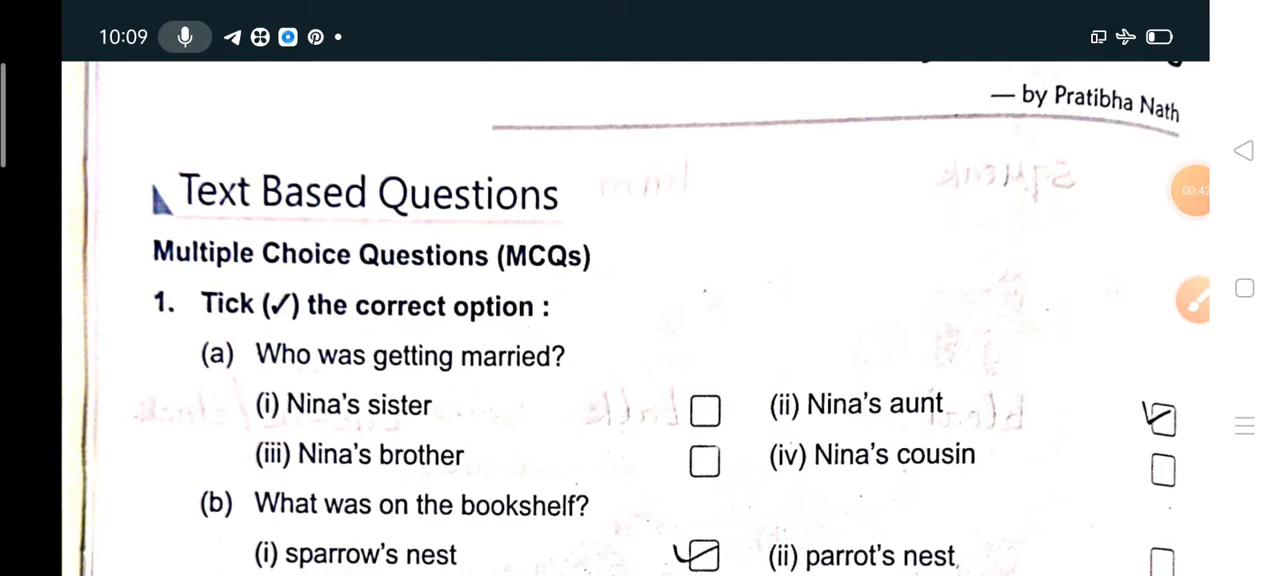 10:09
— by Pratibha Nath
00:42
Text Based Questions
Multiple Choice Questions (MCQs)
1. Tick (✓) the correct option :
(a) Who was getting married?
(i) Nina's sister (ii) Nina's aunt
(iii) Nina's brother (iv) Nina's cousin
(b) What was on the bookshelf?
(i) sparrow's nest (ii) parrot's nest